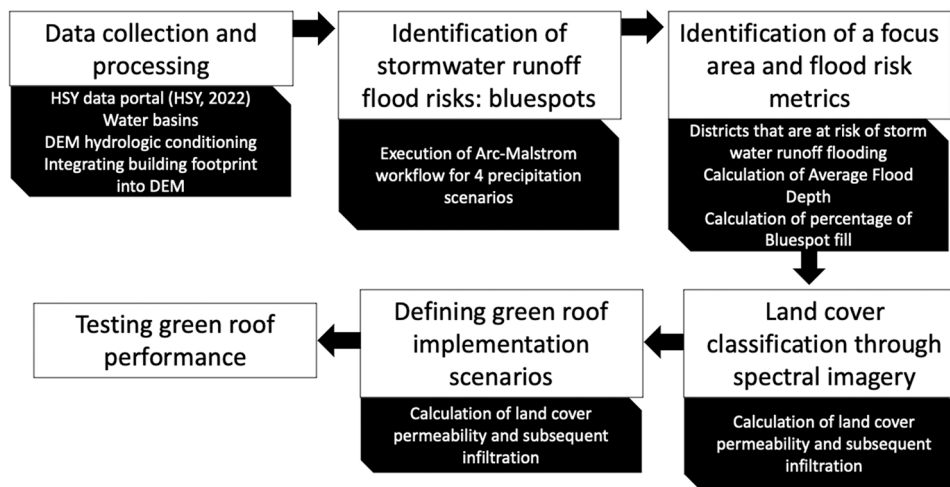 Data collection and
processing
HSY data portal (HSY, 2022)
Water basins
DEM hydrologic conditioning
Integrating building footprint
into DEM
Identification of
stormwater runoff
flood risks: bluespots
Execution of Arc-Malstrom
workflow for 4 precipitation
scenarios
Identification of a focus
area and flood risk
metrics
Districts that are at risk of storm
water runoff flooding
Calculation of Average Flood
Depth
Calculation of percentage of
Bluespot fill
Land cover
classification through
spectral imagery
Calculation of land cover
permeability and subsequent
infiltration
Defining green roof
implementation
scenarios
Calculation of land cover
permeability and subsequent
infiltration
Testing green roof
performance